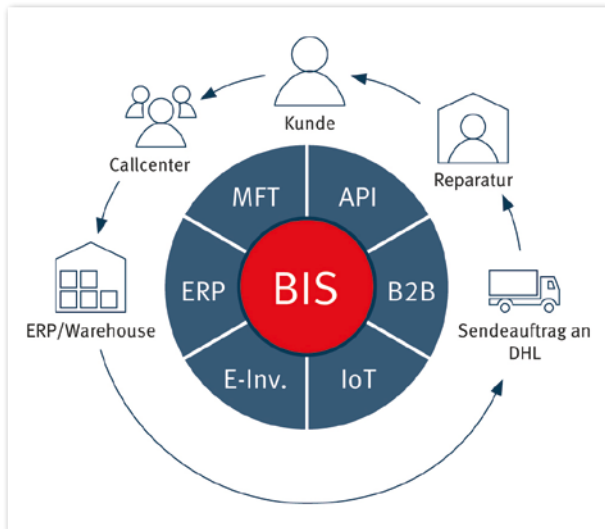 Kunde
Callcenter
Reparatur
MFT
API
ERP
BIS
B2B
ERP/Warehouse
Sendeauftrag an
DHL
E-Inv.
IoT